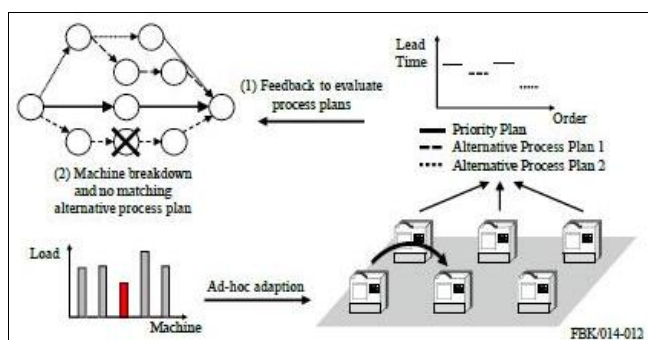 Lead
Time
(1) Feedback to evaluate
process plans
Order
Priority Plan
Alternative Process Plan 1
Alternative Process Plan 2
(2) Machine breakdown
and no matching
alternative process plan
Load
Machine
Ad-hoc adaption
FBK/014-012